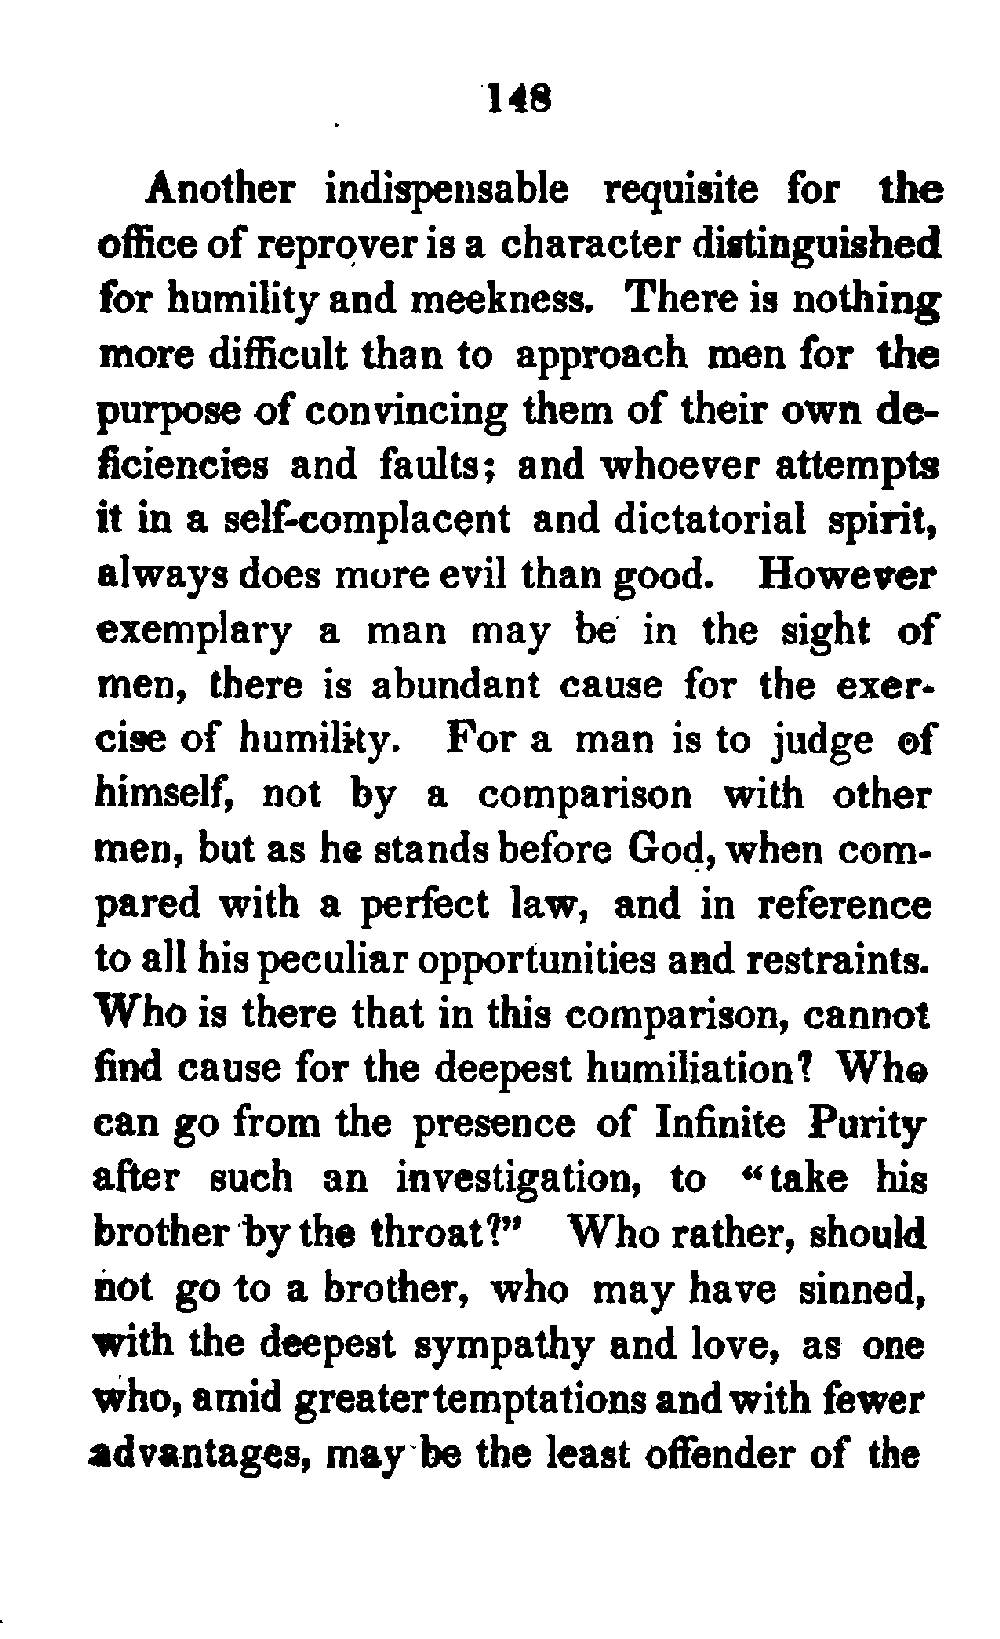 148
Another indispensable requisite for the
office of reprover is a character distinguished
for humility and meekness. There is nothing
more difficult than to approach men for the
purpose of convincing them of their own de-
ficiencies and faults; and whoever attempts
it in a self-complacent and dictatorial spirit,
always does more evil than good. However
exemplary a man may be in the sight of
men, there is abundant cause for the exer-
cise of humility. For a man is to judge of
himself, not by a comparison with other
men, but as he stands before God, when com-
pared with a perfect law, and in reference
to all his peculiar opportunities and restraints.
Who is there that in this comparison, cannot
find cause for the deepest humiliation? Who
can go from the presence of Infinite Purity
after such an investigation, to “take his
brother by the throat?” Who rather, should
not go to a brother, who may have sinned,
with the deepest sympathy and love, as one
who, amid greater temptations and with fewer
advantages, may be the least offender of the